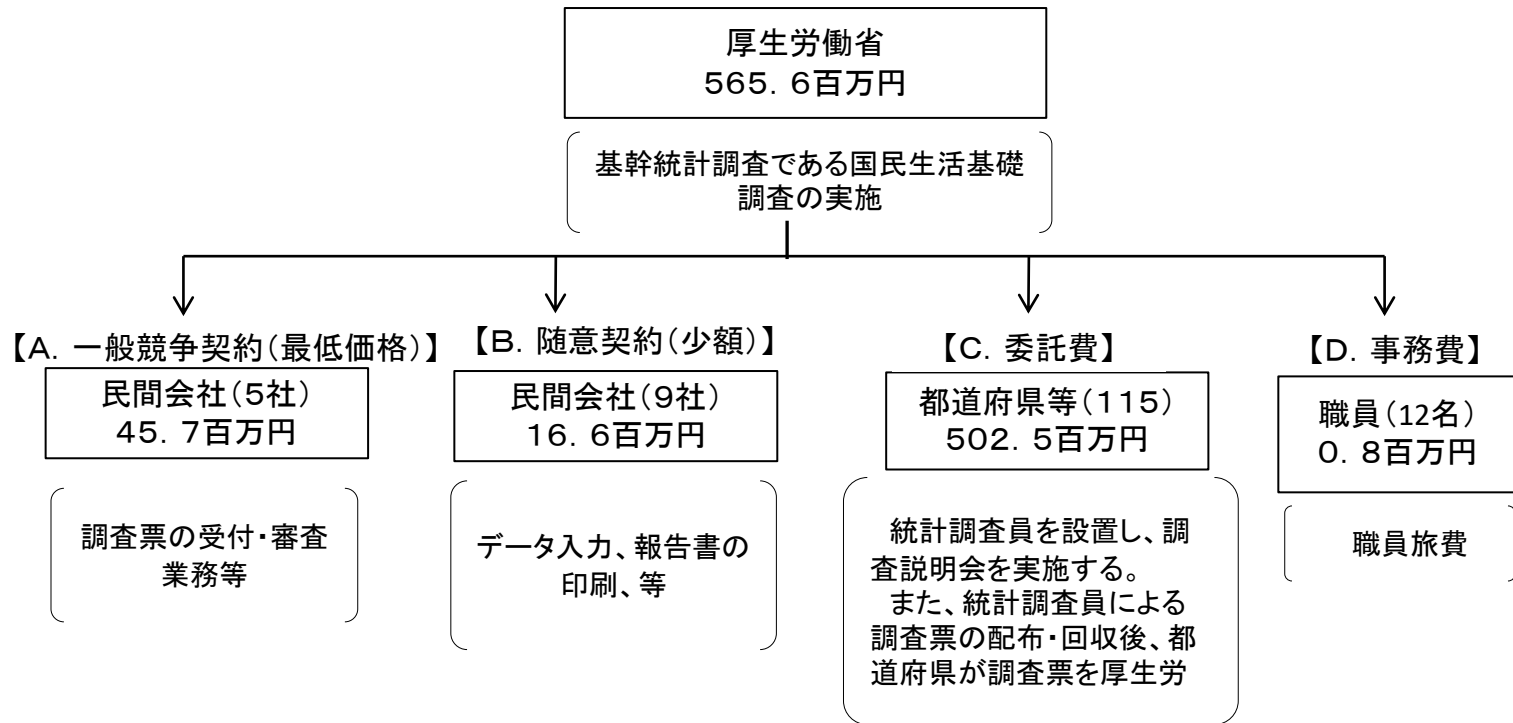 厚生労働省
565.6百万円
基幹統計調査である国民生活基礎
調査の実施
【A.一般競争契約(最低価格)】
民間会社(5社)
45.7百万円
調査票の受付・審査
業務等
【B.随意契約(少額)】
民間会社(9社)
16.6百万円
データ入力、報告書の
印刷、等
【C.委託費】
都道府県等(115)
502.5百万円
統計調査員を設置し、調
査説明会を実施する。
また、統計調査員による
調査票の配布・回収後、都
道府県が調査票を厚生労
【D.事務費】
職員(12名)
0.8百万円
職員旅費